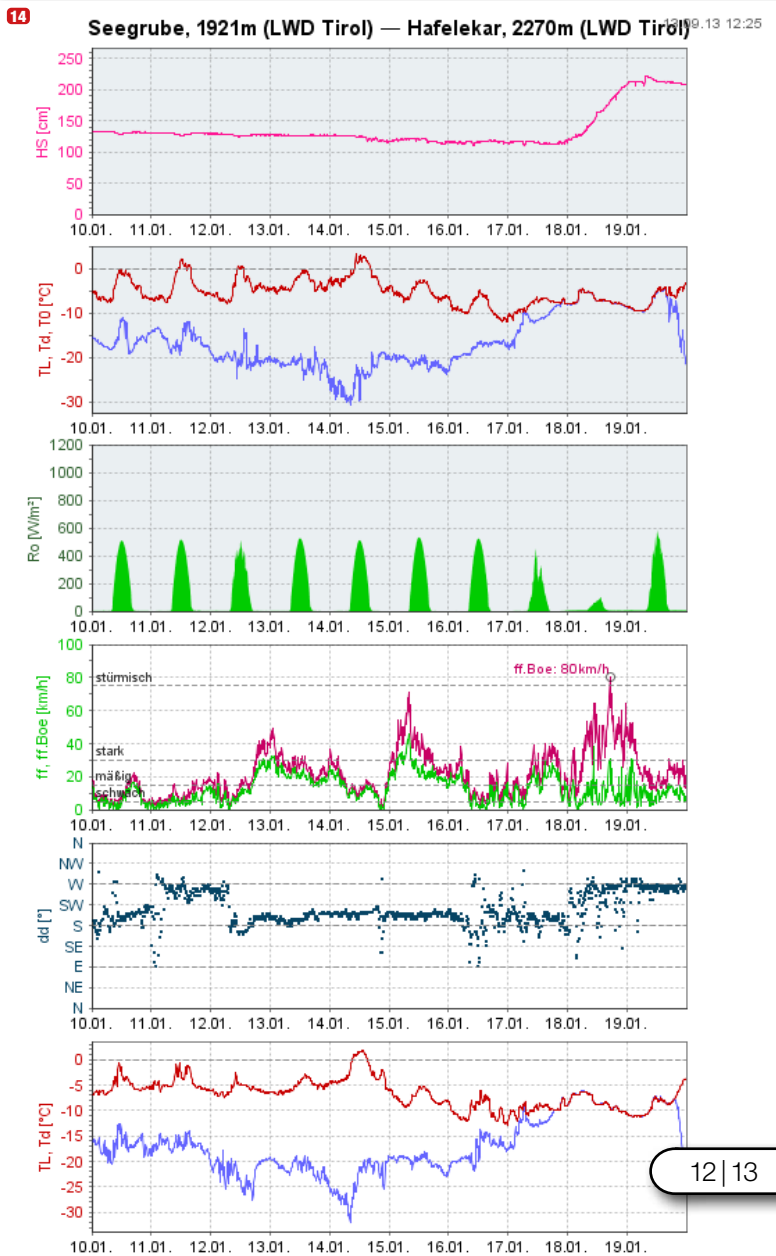 14
Seegrube, 1921m (LWD Tirol) — Hafelekar, 2270m (LWD Tirol)
13.09.13 12:25
HS [cm]
250
200
150
100
50
0
10.01. 11.01. 12.01. 13.01. 14.01. 15.01. 16.01. 17.01. 18.01. 19.01.
TL, Td, T0 [°C]
0
-10
-20
-30
10.01. 11.01. 12.01. 13.01. 14.01. 15.01. 16.01. 17.01. 18.01. 19.01.
Ro [W/m²]
1200
1000
800
600
400
200
0
10.01. 11.01. 12.01. 13.01. 14.01. 15.01. 16.01. 17.01. 18.01. 19.01.
ff, ff.Boe [km/h]
100
80
60
40
20
0
stürmisch
stark
mäßig
schwach
ff.Boe: 80km/h
10.01. 11.01. 12.01. 13.01. 14.01. 15.01. 16.01. 17.01. 18.01. 19.01.
dd [°]
N
NW
W
SW
S
SE
E
NE
N
10.01. 11.01. 12.01. 13.01. 14.01. 15.01. 16.01. 17.01. 18.01. 19.01.
TL, Td [°C]
0
-5
-10
-15
-20
-25
-30
10.01. 11.01. 12.01. 13.01. 14.01. 15.01. 16.01. 17.01. 18.01. 19.01.
12|13